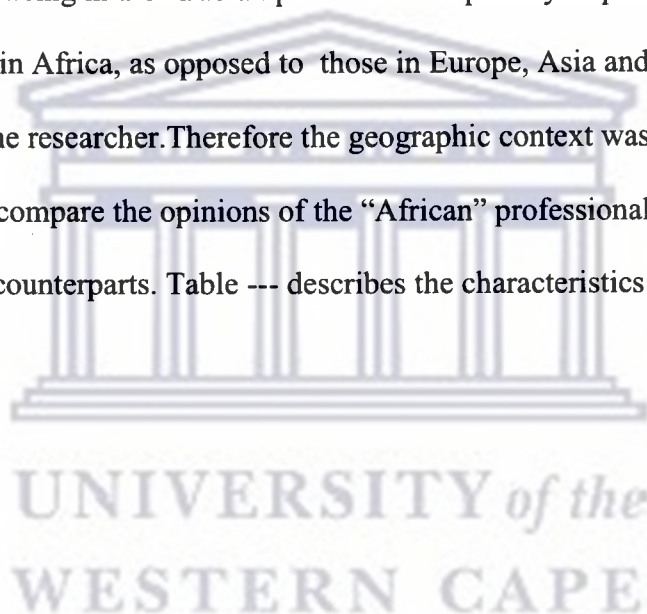 in Africa, as opposed to those in Europe, Asia and
researcher.Therefore the geographic context was
compare the opinions of the “African” professional
counterparts. Table --- describes the characteristics
UNIVERSITY of the
WESTERN CAPE